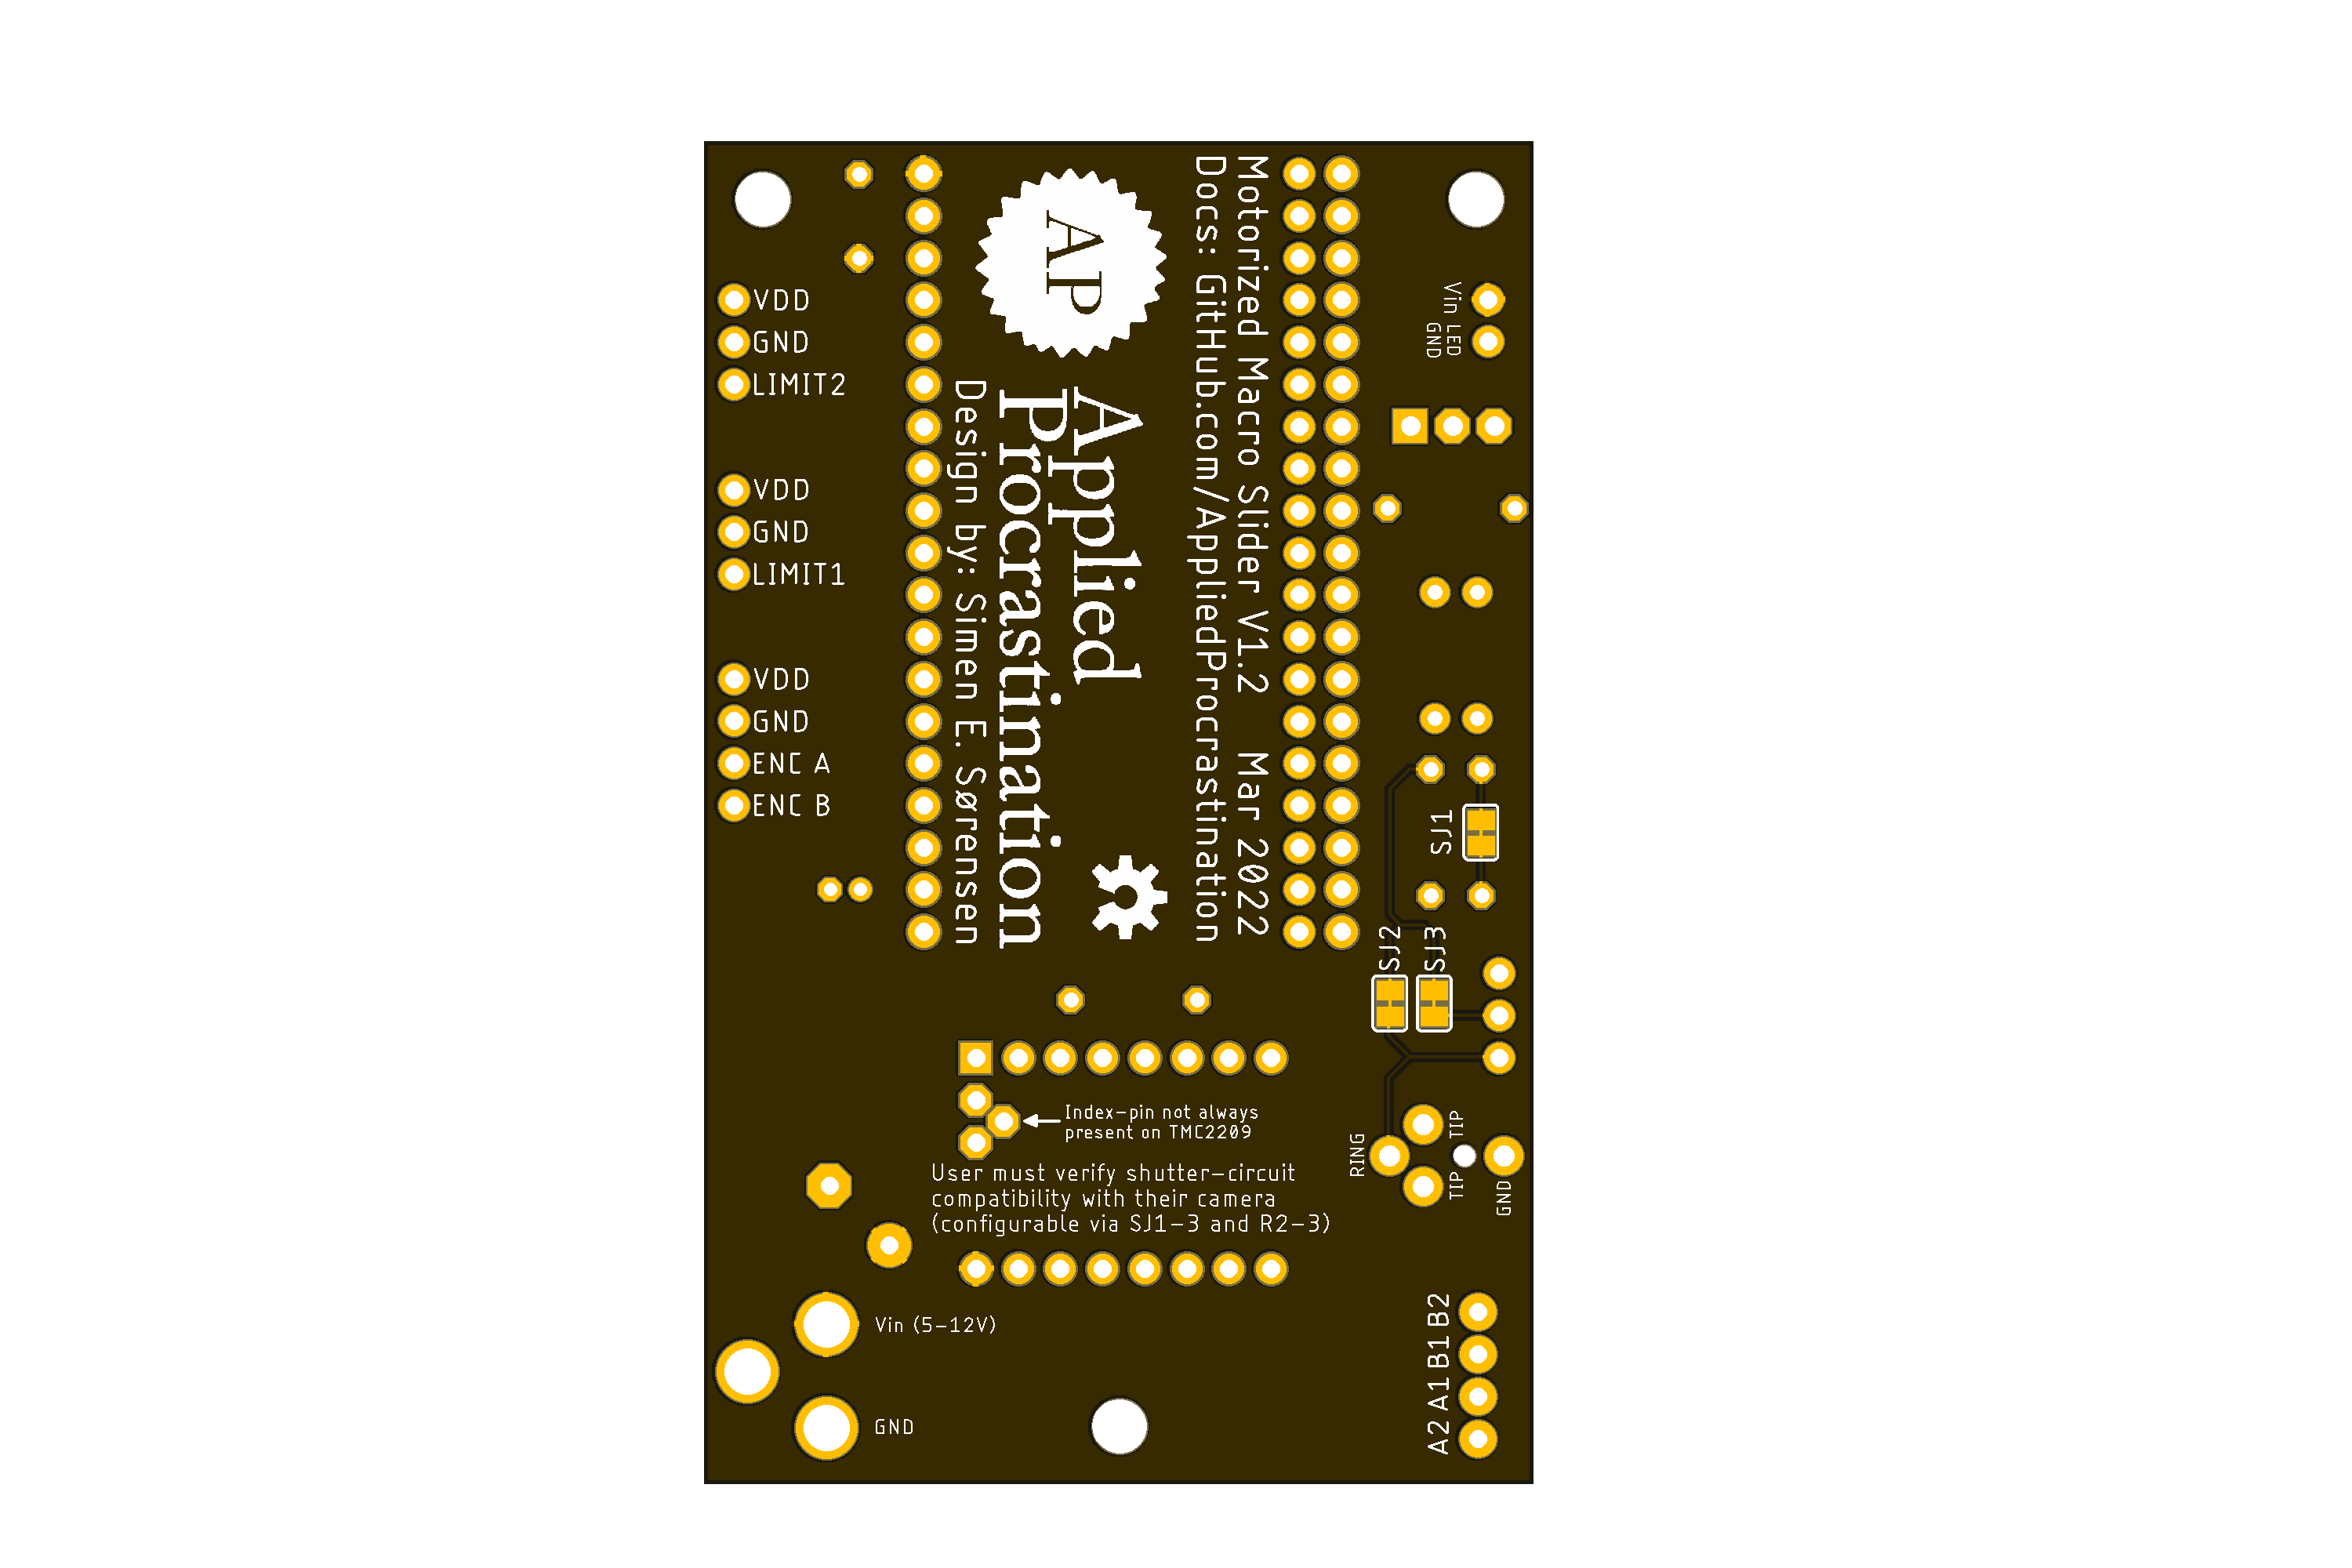 Motorized Macro Slider V1.2 Mar 2022
Docs: GitHub.com/AppliedProcrastination
AP
Applied
Procrastination
Design by: Simen E. Sørensen
VDD
GND
LIMIT2
VDD
GND
LIMIT1
VDD
GND
ENC A
ENC B
Vin LED
GND
SJ1
SJ2
SJ3
Index-pin not always
present on TMC2209
User must verify shutter-circuit
compatibility with their camera
(configurable via SJ1-3 and R2-3)
RING
TIP
TIP
GND
Vin (5-12V)
GND
A2 A1 B1 B2